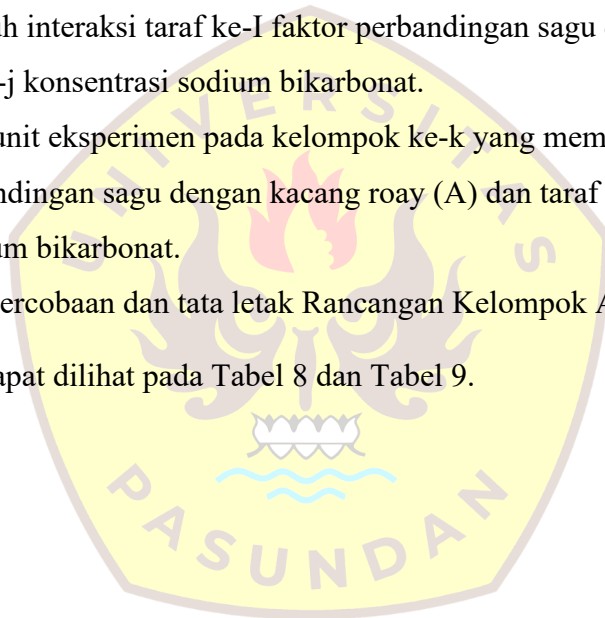 uh interaksi taraf ke-I faktor perbandingan sagu
-j konsentrasi sodium bikarbonat.
unit eksperimen pada kelompok ke-k yang mem
ndingan sagu dengan kacang roay (A) dan taraf
um bikarbonat.
ercobaan dan tata letak Rancangan Kelompok A
apat dilihat pada Tabel 8 dan Tabel 9.
UNIVERSITAS
PASUNDAN